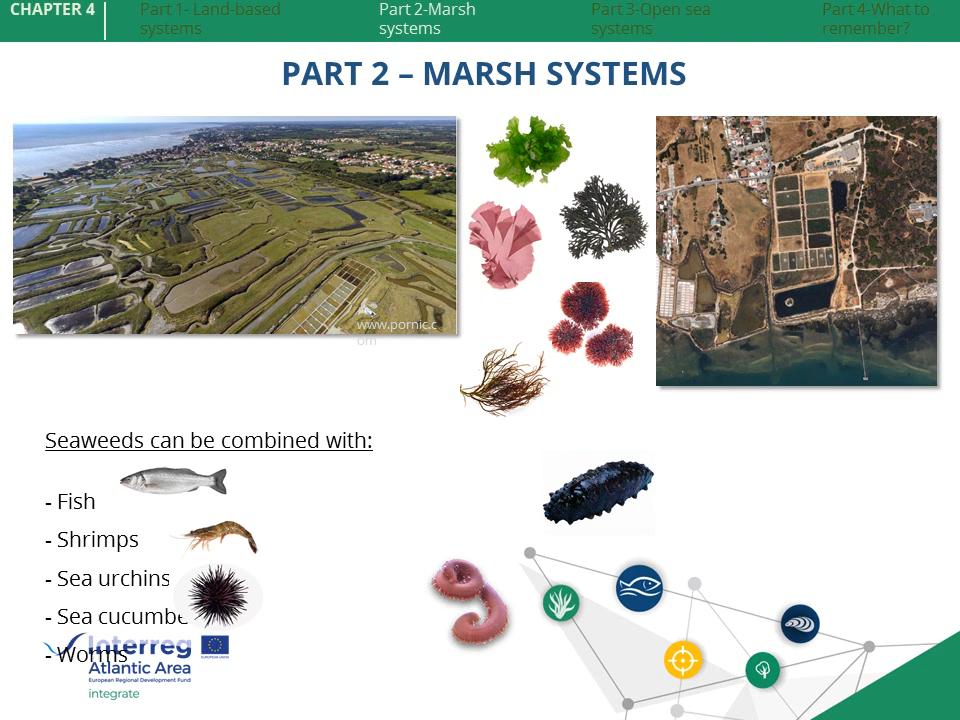 CHAPTER 4
Part 1- Land-based
systems
Part 2-Marsh
systems
Part 3-Open sea
systems
Part 4-What to
remember?
PART 2 – MARSH SYSTEMS
www.pornic.c
om
Seaweeds can be combined with:
- Fish
- Shrimps
- Sea urchins
- Sea cucumbe
- Worms
Interreg
EUROPEAN UNION
Atlantic Area
European Regional Development Fund
integrate